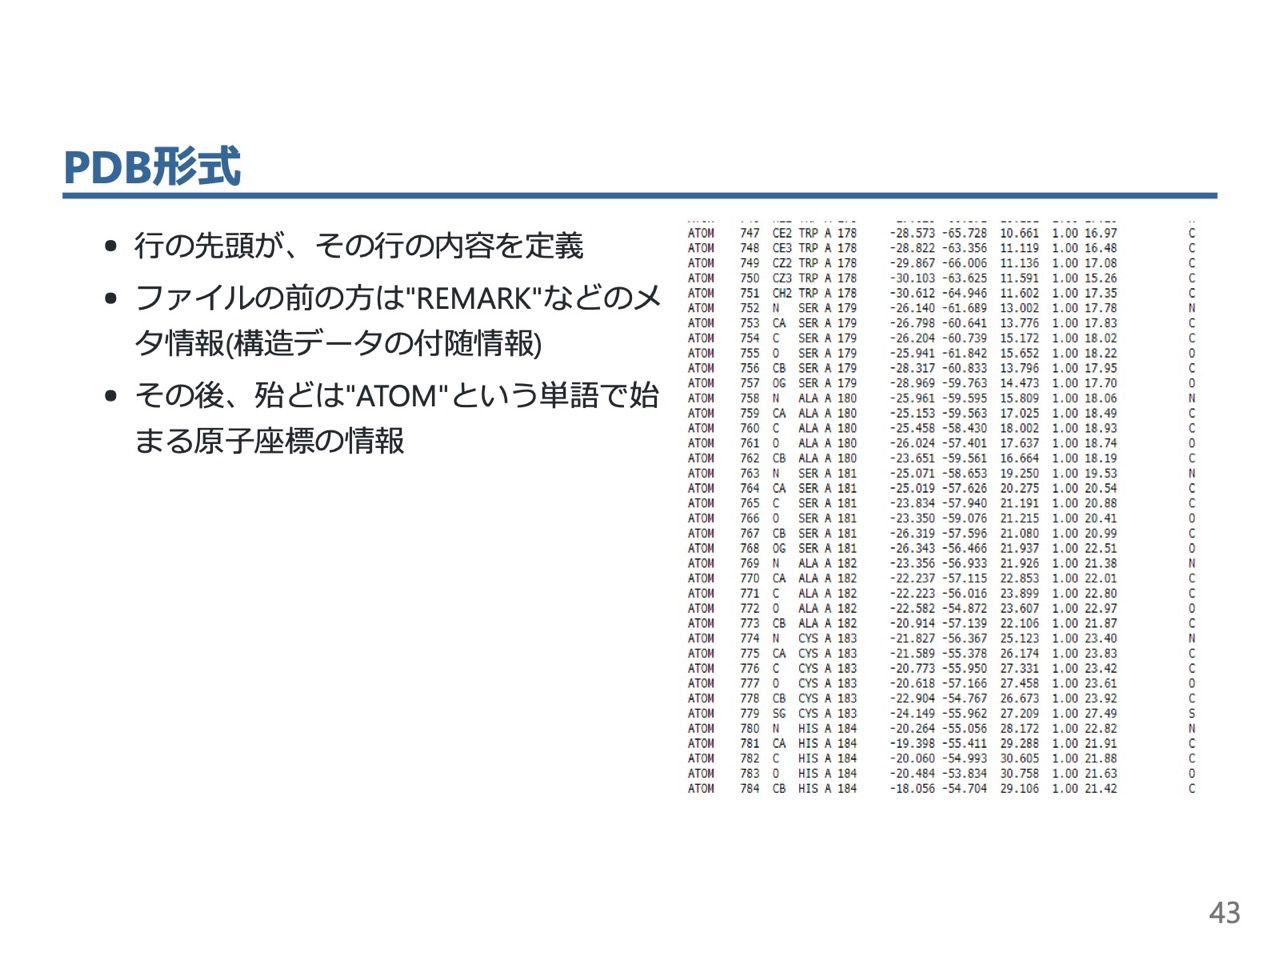 PDB形式
• 行の先頭が、その行の内容を定義
• ファイルの前の方は"REMARK"などのメ
タ情報(構造データの付随情報)
• その後、殆どは"ATOM"という単語で始
まる原子座標の情報
ATOM 747 CE2 TRP A 178 -28.573 -65.728 10.661 1.00 16.97 C
ATOM 748 CE3 TRP A 178 -28.822 -63.356 11.119 1.00 16.48 C
ATOM 749 CZ2 TRP A 178 -29.867 -66.006 11.136 1.00 17.08 C
ATOM 750 CZ3 TRP A 178 -30.103 -63.625 11.591 1.00 15.26 C
ATOM 751 CH2 TRP A 178 -30.612 -64.946 11.602 1.00 17.35 C
ATOM 752 N SER A 179 -26.140 -61.689 13.002 1.00 17.78 N
ATOM 753 CA SER A 179 -26.798 -60.641 13.776 1.00 17.83 C
ATOM 754 C SER A 179 -26.204 -60.739 15.172 1.00 18.02 C
ATOM 755 O SER A 179 -25.941 -61.842 15.652 1.00 18.22 O
ATOM 756 CB SER A 179 -28.317 -60.833 13.796 1.00 17.95 C
ATOM 757 OG SER A 179 -28.969 -59.763 14.473 1.00 17.70 O
ATOM 758 N ALA A 180 -25.961 -59.595 15.809 1.00 18.06 N
ATOM 759 CA ALA A 180 -25.153 -59.563 17.025 1.00 18.49 C
ATOM 760 C ALA A 180 -25.458 -58.430 18.002 1.00 18.93 C
ATOM 761 O ALA A 180 -26.024 -57.401 17.637 1.00 18.74 O
ATOM 762 CB ALA A 180 -23.651 -59.561 16.664 1.00 18.19 C
ATOM 763 N SER A 181 -25.071 -58.653 19.250 1.00 19.53 N
ATOM 764 CA SER A 181 -25.019 -57.626 20.275 1.00 20.54 C
ATOM 765 C SER A 181 -23.834 -57.940 21.191 1.00 20.88 C
ATOM 766 O SER A 181 -23.350 -59.076 21.215 1.00 20.41 O
ATOM 767 CB SER A 181 -26.319 -57.596 21.080 1.00 20.99 C
ATOM 768 OG SER A 181 -26.343 -56.466 21.937 1.00 22.51 O
ATOM 769 N ALA A 182 -23.356 -56.933 21.926 1.00 21.38 N
ATOM 770 CA ALA A 182 -22.237 -57.115 22.853 1.00 22.01 C
ATOM 771 C ALA A 182 -22.223 -56.016 23.899 1.00 22.80 C
ATOM 772 O ALA A 182 -22.582 -54.872 23.607 1.00 22.97 O
ATOM 773 CB ALA A 182 -20.914 -57.139 22.106 1.00 21.87 C
ATOM 774 N CYS A 183 -21.827 -56.367 25.123 1.00 23.40 N
ATOM 775 CA CYS A 183 -21.589 -55.378 26.174 1.00 23.83 C
ATOM 776 C CYS A 183 -20.773 -55.950 27.331 1.00 23.42 C
ATOM 777 O CYS A 183 -20.618 -57.166 27.458 1.00 23.61 O
ATOM 778 CB CYS A 183 -22.904 -54.767 26.673 1.00 23.92 C
ATOM 779 SG CYS A 183 -24.149 -55.962 27.209 1.00 27.49 S
ATOM 780 N HIS A 184 -20.264 -55.056 28.172 1.00 22.82 N
ATOM 781 CA HIS A 184 -19.398 -55.411 29.288 1.00 21.91 C
ATOM 782 C HIS A 184 -20.060 -54.993 30.605 1.00 21.88 C
ATOM 783 O HIS A 184 -20.484 -53.834 30.758 1.00 21.63 O
ATOM 784 CB HIS A 184 -18.056 -54.704 29.106 1.00 21.42 C
43